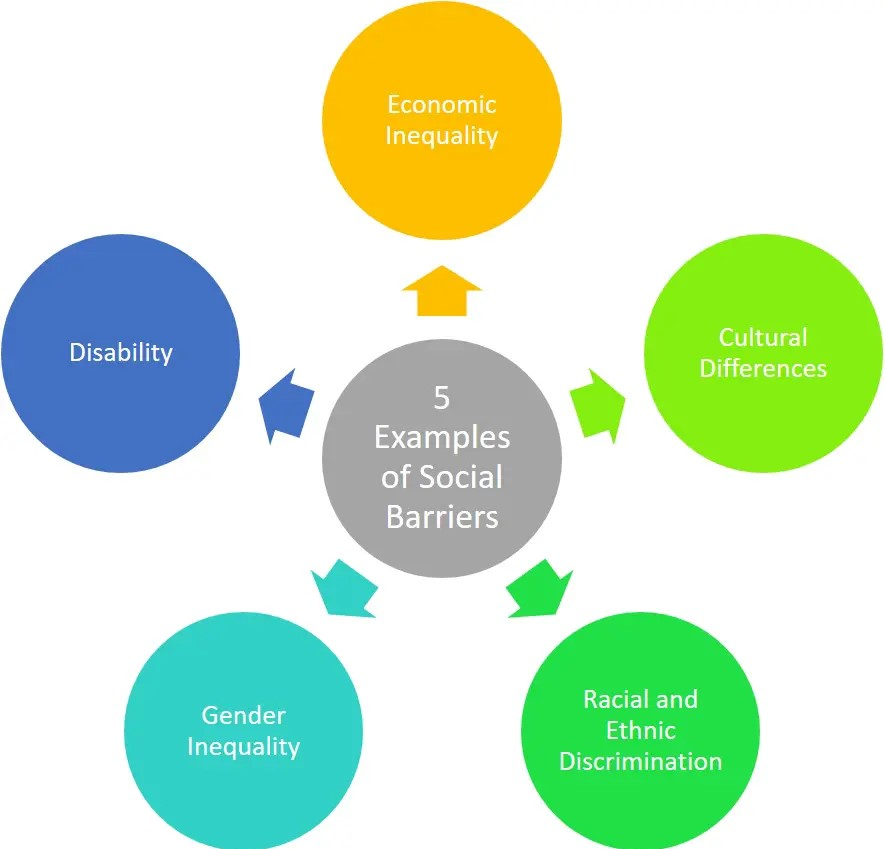 Economic
Inequality
Disability
Cultural
Differences
5
Examples
of Social
Barriers
Gender
Inequality
Racial and
Ethnic
Discrimination